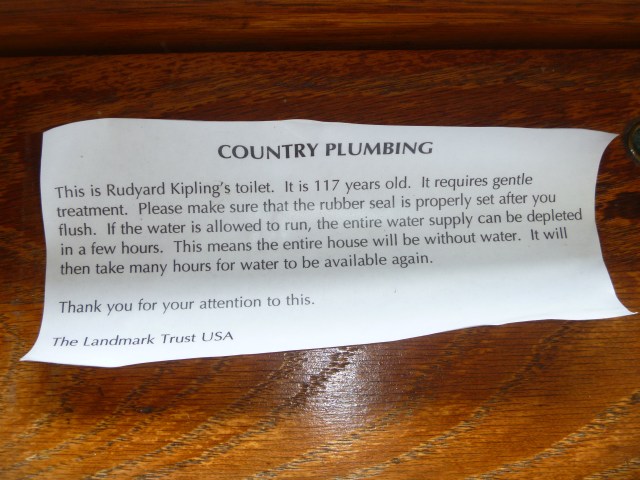 COUNTRY PLUMBING
This is Rudyard Kipling's toilet. It is 117 years old. It requires gentle
treatment. Please make sure that the rubber seal is properly set after you
flush. If the water is allowed to run, the entire water supply can be depleted
in a few hours. This means the entire house will be without water. It will
then take many hours for water to be available again.
Thank you for your attention to this.
The Landmark Trust USA